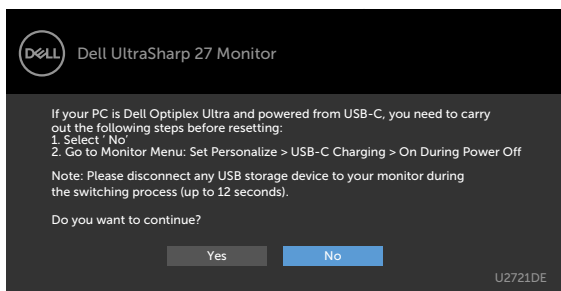 DELL
Dell UltraSharp 27 Monitor
If your PC is Dell Optiplex Ultra and powered from USB-C, you need to carry
out the following steps before resetting:
1. Select ‘ No’
2. Go to Monitor Menu: Set Personalize > USB-C Charging > On During Power Off
Note: Please disconnect any USB storage device to your monitor during
the switching process (up to 12 seconds).
Do you want to continue?
Yes No
U2721DE